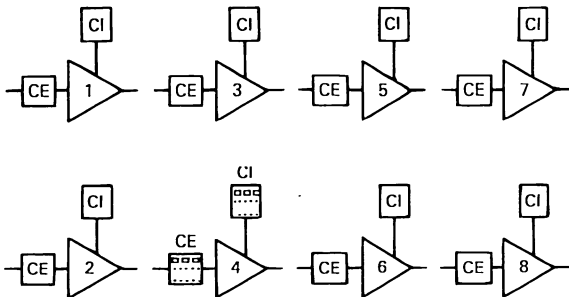 CI CI CI CI
CE 1 CE 3 CE 5 CE 7
CI
CI CI CI
CE
CE 2 4 CE 6 CE 8